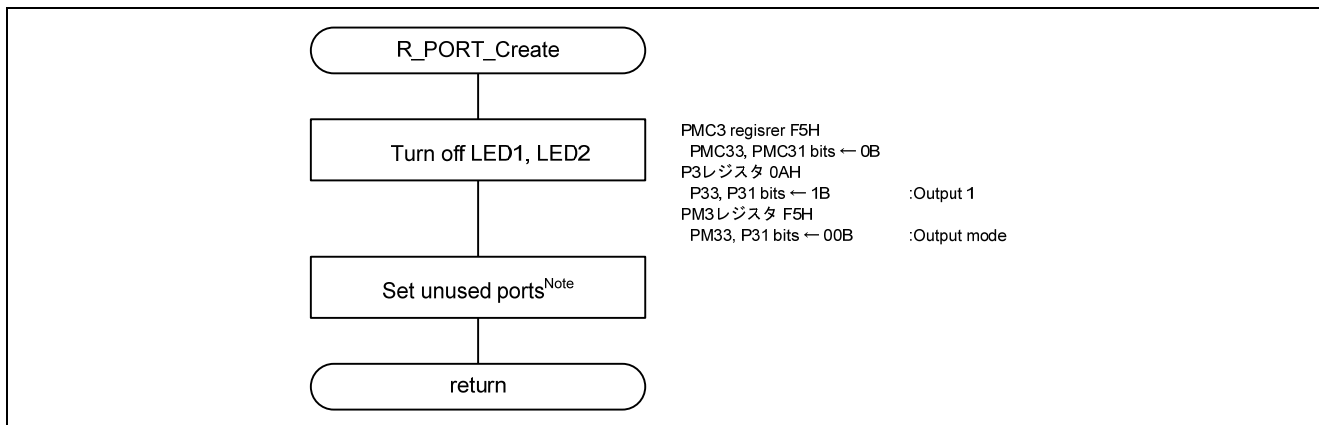 R_PORT_Create
Turn off LED1, LED2
PMC3 regisrer F5H
PMC33, PMC31 bits ← 0B
P3レジスタ 0AH
P33, P31 bits ← 1B :Output 1
PM3レジスタ F5H
PM33, P31 bits ← 00B :Output mode
Set unused portsNote
return